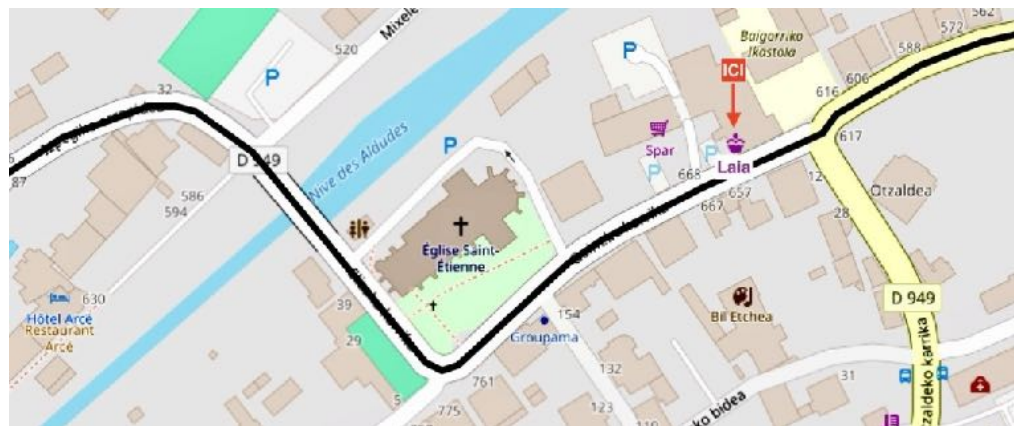 Mixele
520
P
32
D 949
87
586
594
630
Hôtel Arcé
Restaurant
Arcé
Nive des Aldudes
P
Église Saint-
Étienne
39
29
5
761
775
Groupama
154
132
123
P
ICI
Spar
P
P
Laia
668
657
667
Baigorriko
Ikastola
562
572
588
606
616
617
12
28
Otzaldea
Bil Etchea
D 949
31